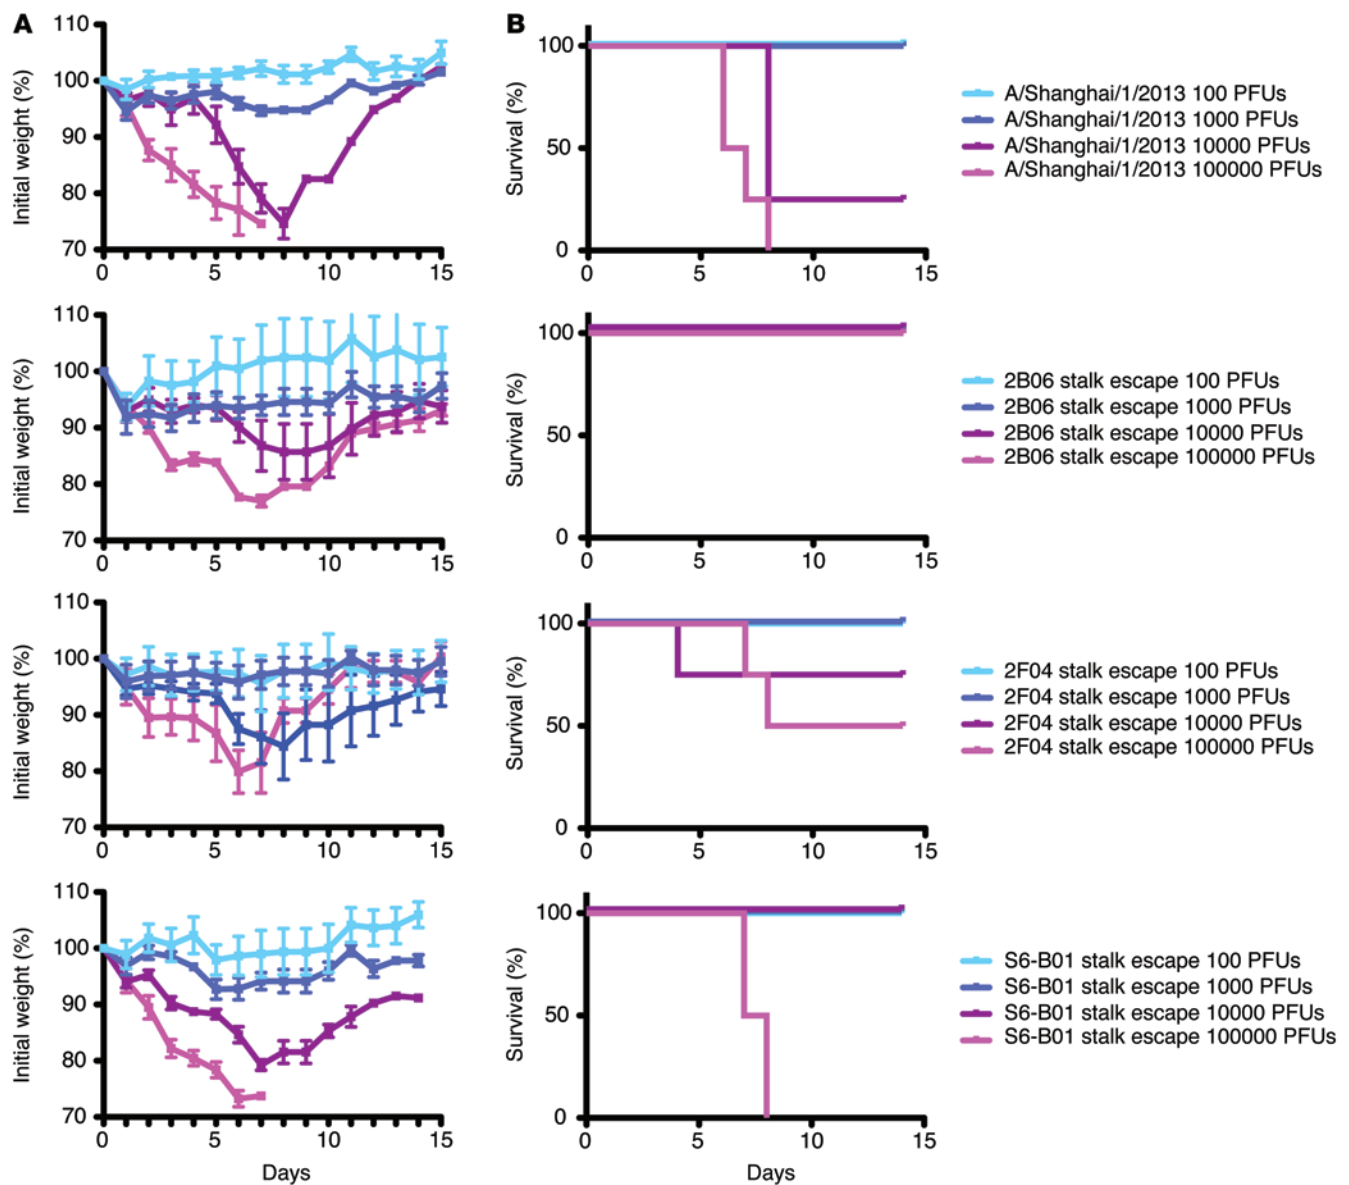 A
B
110
100
90
80
70
Initial weight (%)
0
5
10
15
100
50
0
Survival (%)
0
5
10
15
A/Shanghai/1/2013 100 PFUs
A/Shanghai/1/2013 1000 PFUs
A/Shanghai/1/2013 10000 PFUs
A/Shanghai/1/2013 100000 PFUs
110
100
90
80
70
Initial weight (%)
0
5
10
15
100
50
0
Survival (%)
0
5
10
15
2B06 stalk escape 100 PFUs
2B06 stalk escape 1000 PFUs
2B06 stalk escape 10000 PFUs
2B06 stalk escape 100000 PFUs
110
100
90
80
70
Initial weight (%)
0
5
10
15
100
50
0
Survival (%)
0
5
10
15
2F04 stalk escape 100 PFUs
2F04 stalk escape 1000 PFUs
2F04 stalk escape 10000 PFUs
2F04 stalk escape 100000 PFUs
110
100
90
80
70
Initial weight (%)
0
5
10
15
Days
100
50
0
Survival (%)
0
5
10
15
Days
S6-B01 stalk escape 100 PFUs
S6-B01 stalk escape 1000 PFUs
S6-B01 stalk escape 10000 PFUs
S6-B01 stalk escape 100000 PFUs